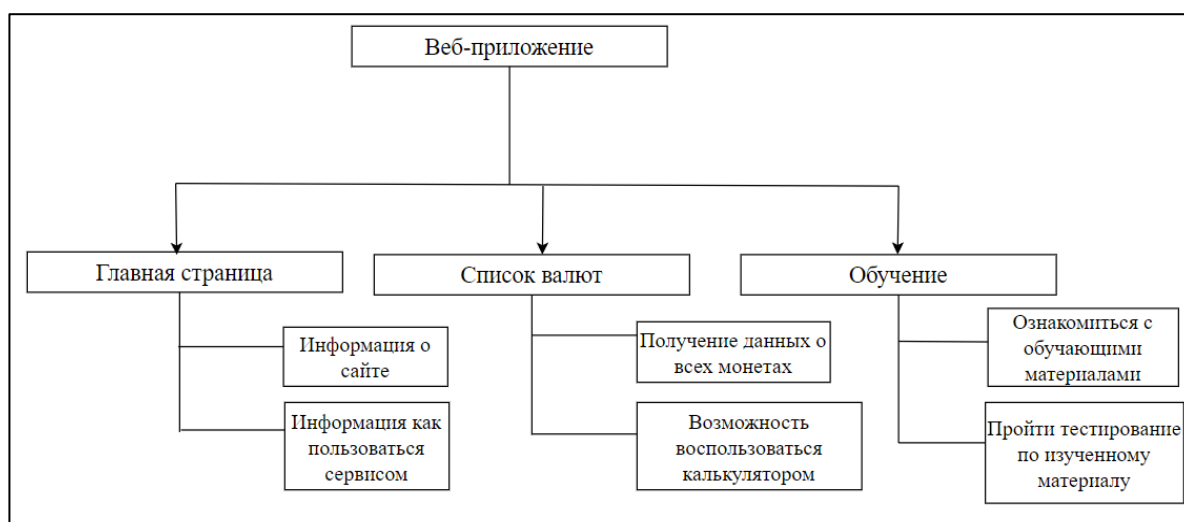 Веб-приложение
Главная страница
Список валют
Обучение
Информация о
сайте
Информация как
пользоваться
сервисом
Получение данных о
всех монетах
Возможность
воспользоваться
калькулятором
Ознакомиться с
обучающими
материалами
Пройти тестирование
по изученному
материалу